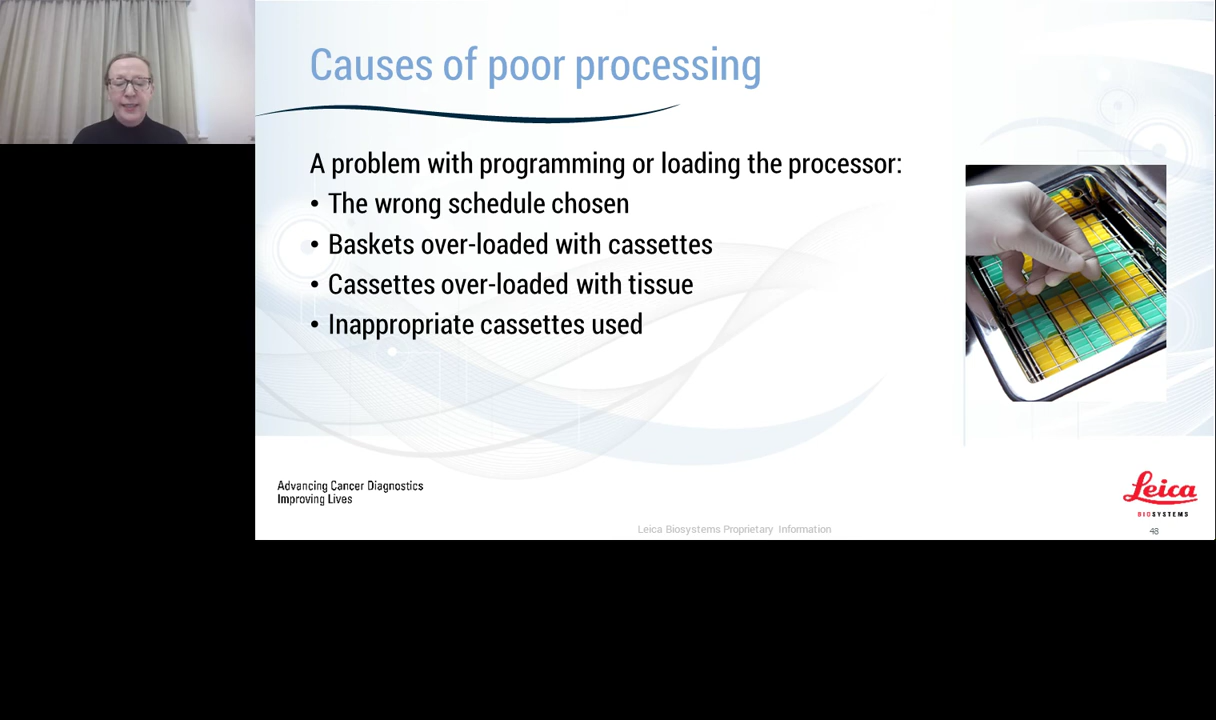 Causes of poor processing
A problem with programming or loading the processor:
• The wrong schedule chosen
• Baskets over-loaded with cassettes
• Cassettes over-loaded with tissue
• Inappropriate cassettes used
Advancing Cancer Diagnostics
Improving Lives
Leica
BIOSYSTEMS
Leica Biosystems Proprietary Information
48